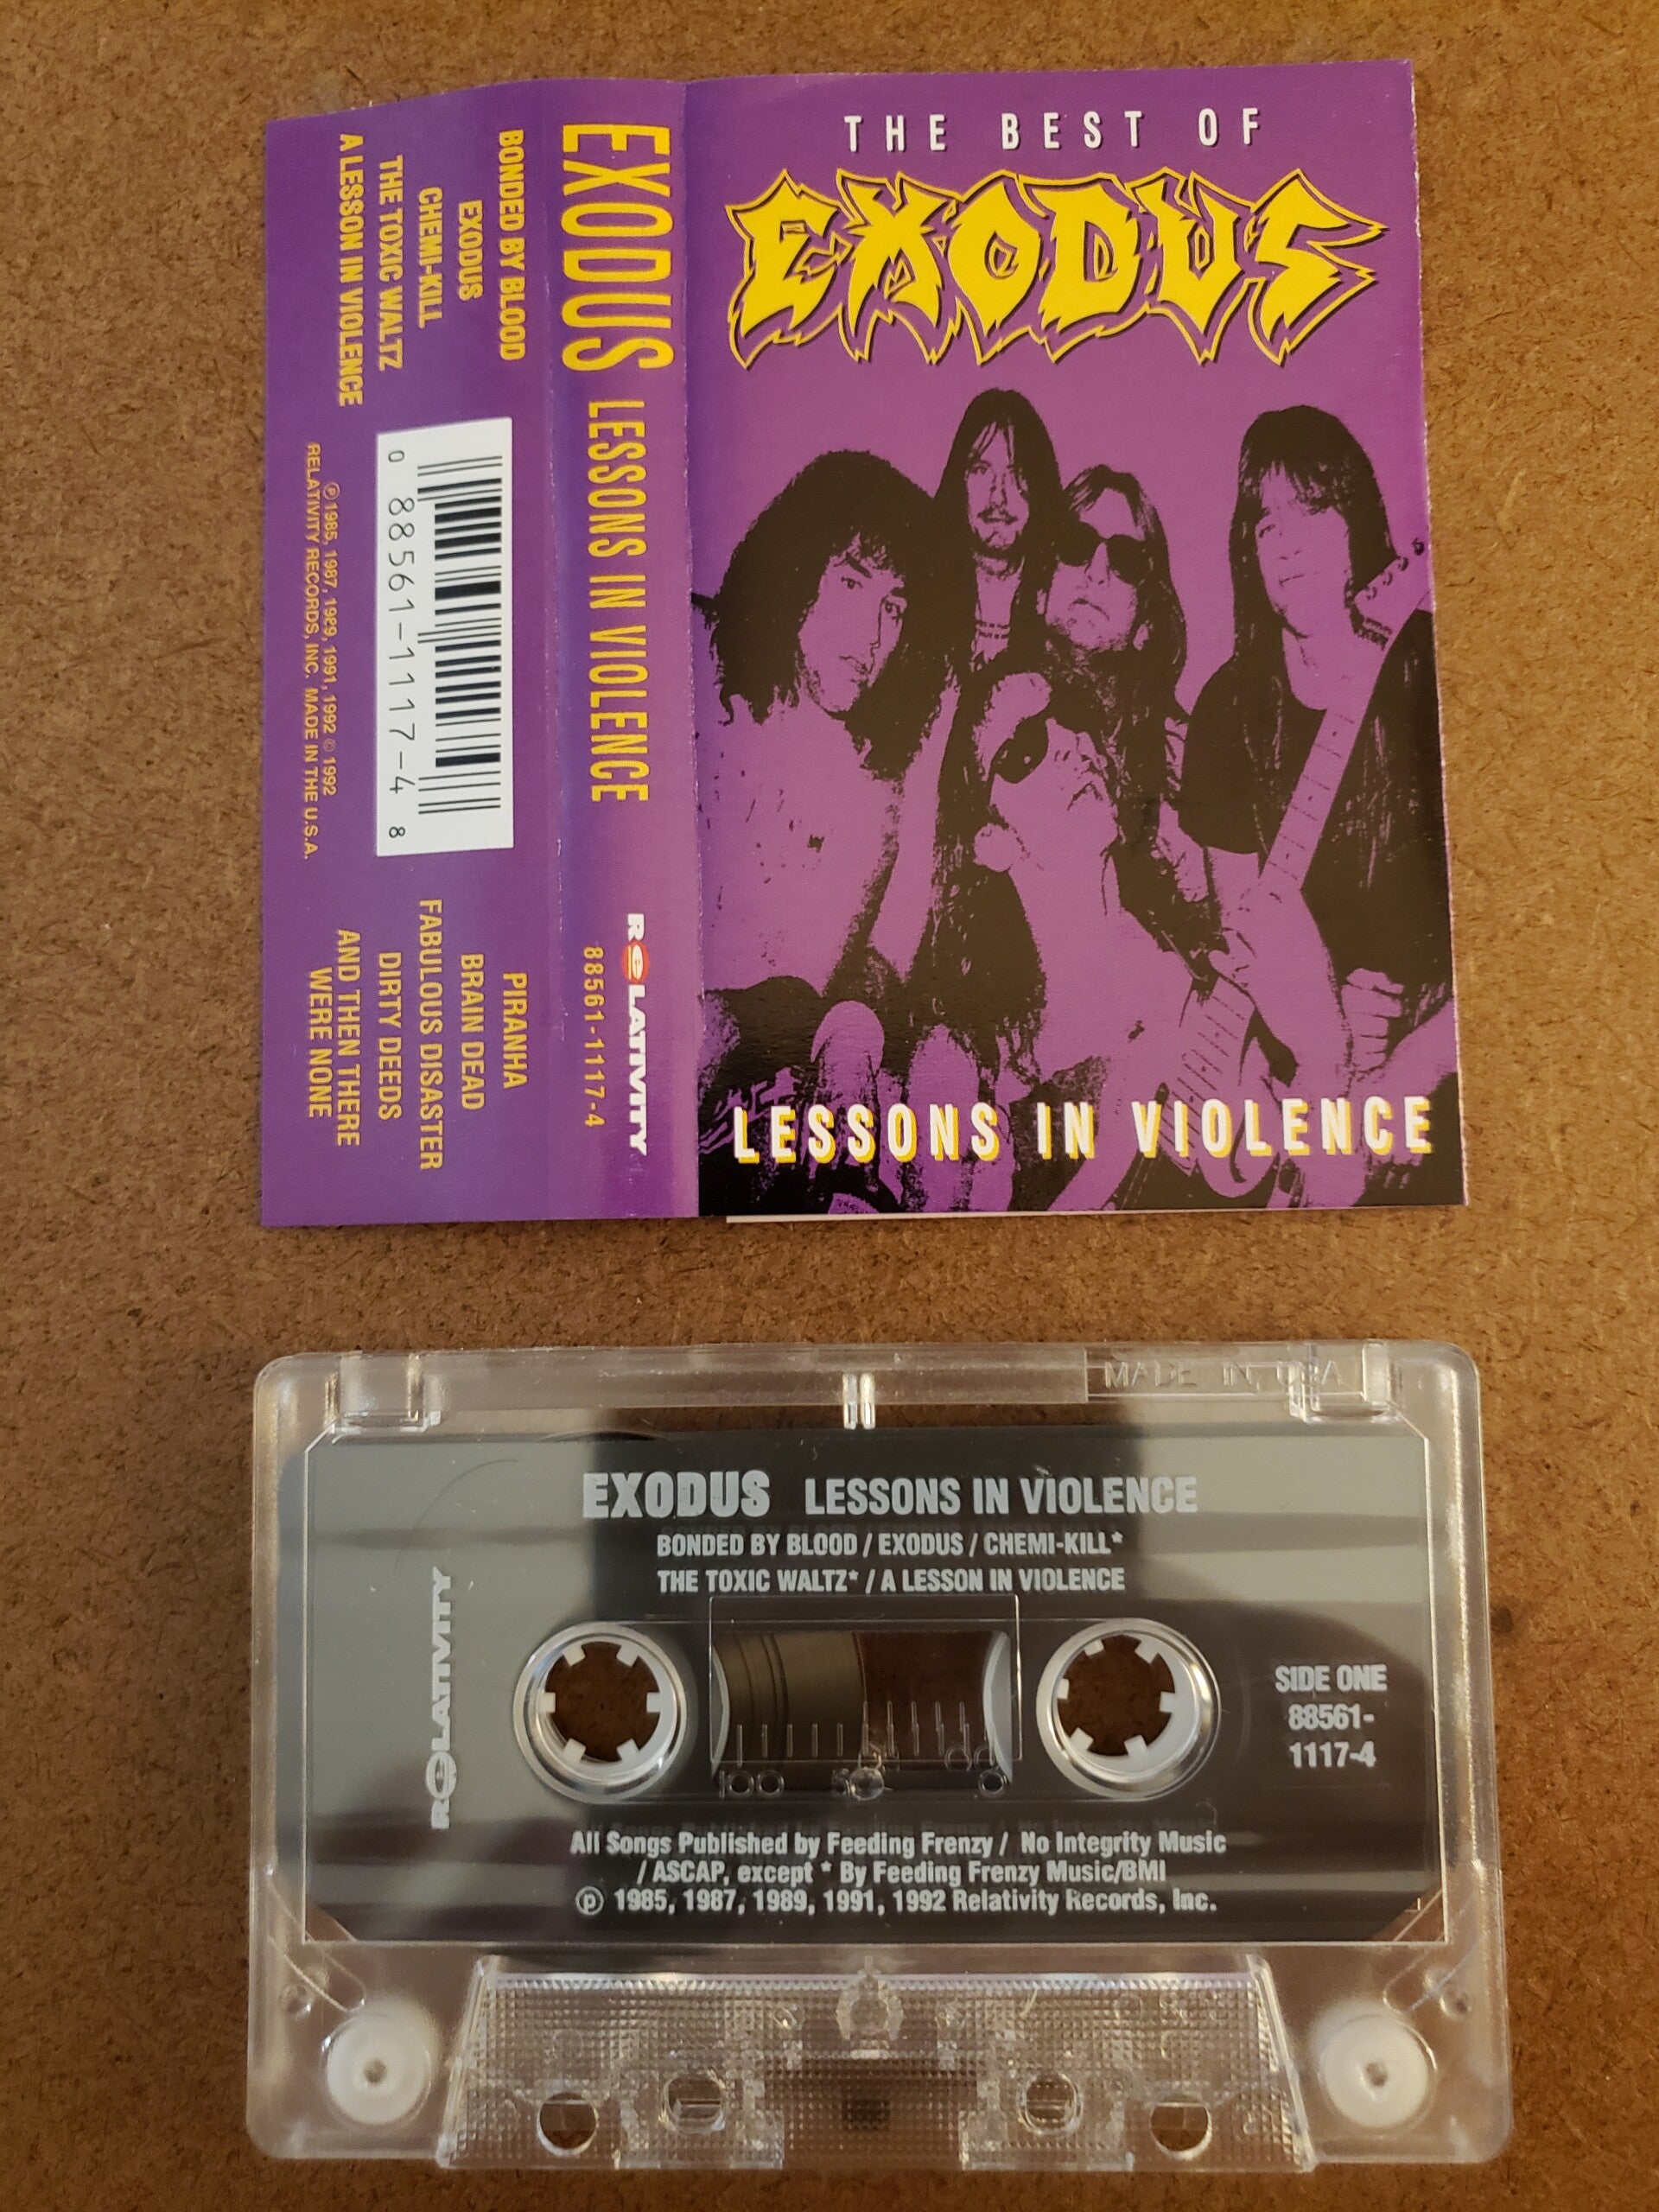 THE BEST OF
EXODUS
LESSONS IN VIOLENCE
EXODUS LESSONS IN VIOLENCE RELATIVITY
88561-1117-4
BONDED BY BLOOD
EXODUS
CHEMI-KILL
THE TOXIC WALTZ
A LESSON IN VIOLENCE
0 88561-1117-4 8
℗ 1985, 1987, 1989, 1991, 1992 © 1992
RELATIVITY RECORDS, INC. MADE IN THE U.S.A.
PIRANHA
BRAIN DEAD
FABULOUS DISASTER
DIRTY DEEDS
AND THEN THERE
WERE NONE
MADE IN USA
EXODUS LESSONS IN VIOLENCE
BONDED BY BLOOD / EXODUS / CHEMI-KILL*
THE TOXIC WALTZ* / A LESSON IN VIOLENCE
RELATIVITY
SIDE ONE
88561-
1117-4
100 50 0
All Songs Published by Feeding Frenzy / No Integrity Music
/ ASCAP, except * By Feeding Frenzy Music/BMI
℗ 1985, 1987, 1989, 1991, 1992 Relativity Records, Inc.